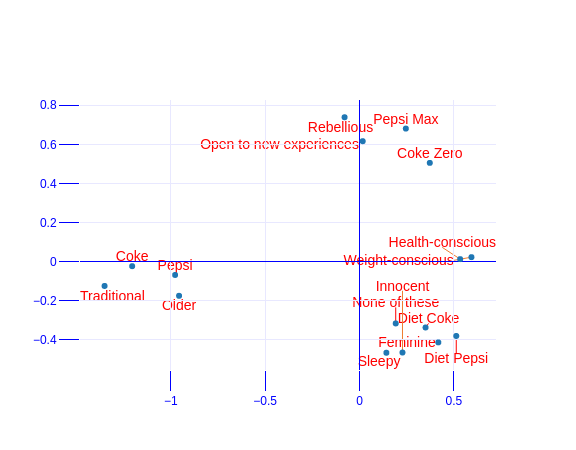 0.8
Pepsi Max
Rebellious
0.6
Open to new experiences
Coke Zero
0.4
0.2
Health-conscious
Coke
0
Pepsi
Weight-conscious
Innocent
Traditional
−0.2
None of these
Older
Diet Coke
−0.4
Feminine
Sleepy
Diet Pepsi
−1
−0.5
0
0.5